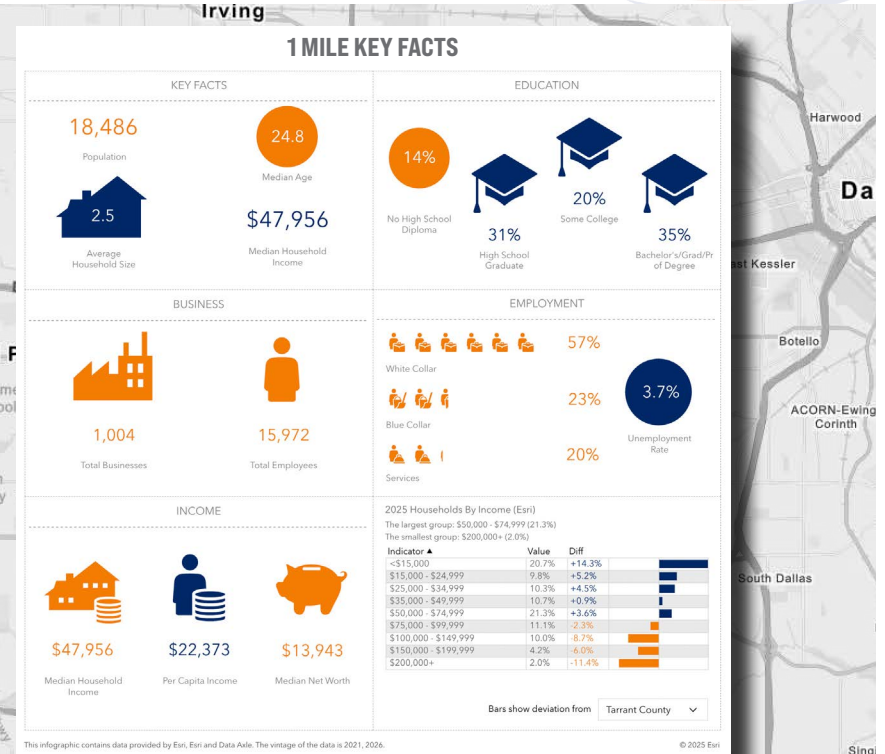 Irving
1 MILE KEY FACTS
KEY FACTS
18,486
Population
24.8
Median Age
2.5
Average
Household Size
$47,956
Median Household
Income
EDUCATION
14%
No High School
Diploma
31%
High School
Graduate
20%
Some College
35%
Bachelor's/Grad/Pr
of Degree
BUSINESS
1,004
Total Businesses
15,972
Total Employees
EMPLOYMENT
57%
White Collar
23%
Blue Collar
20%
Services
3.7%
Unemployment
Rate
INCOME
$47,956
Median Household
Income
$22,373
Per Capita Income
$13,943
Median Net Worth
2025 Households By Income (Esri)
The largest group: $50,000 - $74,999 (21.3%)
The smallest group: $200,000+ (2.0%)
Indicator ▲ Value Diff
<$15,000 20.7% +14.3%
$15,000 - $24,999 9.8% +5.2%
$25,000 - $34,999 10.3% +4.5%
$35,000 - $49,999 10.7% +0.9%
$50,000 - $74,999 21.3% +3.6%
$75,000 - $99,999 11.1% -2.3%
$100,000 - $149,999 10.0% -8.7%
$150,000 - $199,999 4.2% -6.0%
$200,000+ 2.0% -11.4%
Bars show deviation from Tarrant County
This infographic contains data provided by Esri, Esri and Data Axle. The vintage of the data is 2021, 2026.
© 2025 Esri
Harwood
Da
ast Kessler
Botello
ACORN-Ewing
Corinth
South Dallas
Sing